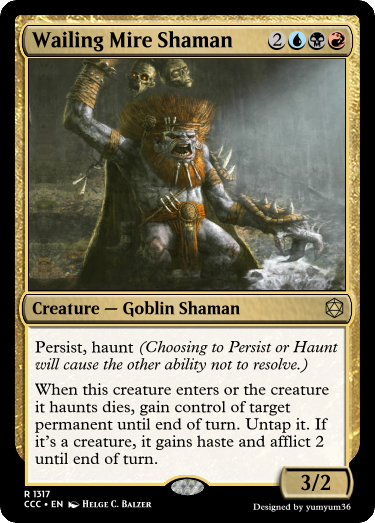 Wailing Mire Shaman 2
Creature — Goblin Shaman
Persist, haunt (Choosing to Persist or Haunt
will cause the other ability not to resolve.)
When this creature enters or the creature
it haunts dies, gain control of target
permanent until end of turn. Untap it. If
it's a creature, it gains haste and afflict 2
until end of turn.
3/2
R 1317
CCC • EN Helge C. Balzer
Designed by yumyum36